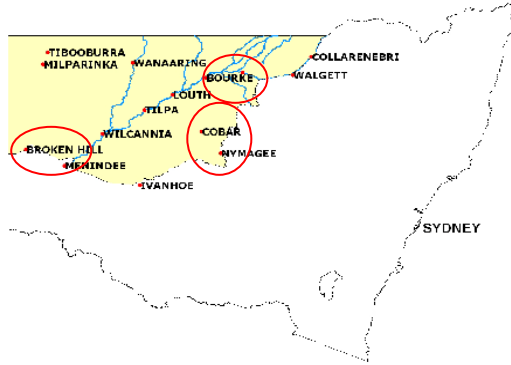 TIBOOBURRA
MILPARINKA
WANAARING
COLLARENEBRI
BOURKE
WALGETT
LOUTH
TILPA
WILCANNIA
COBAR
BROKEN HILL
NYMAGEE
MENINDEE
IVANHOE
SYDNEY